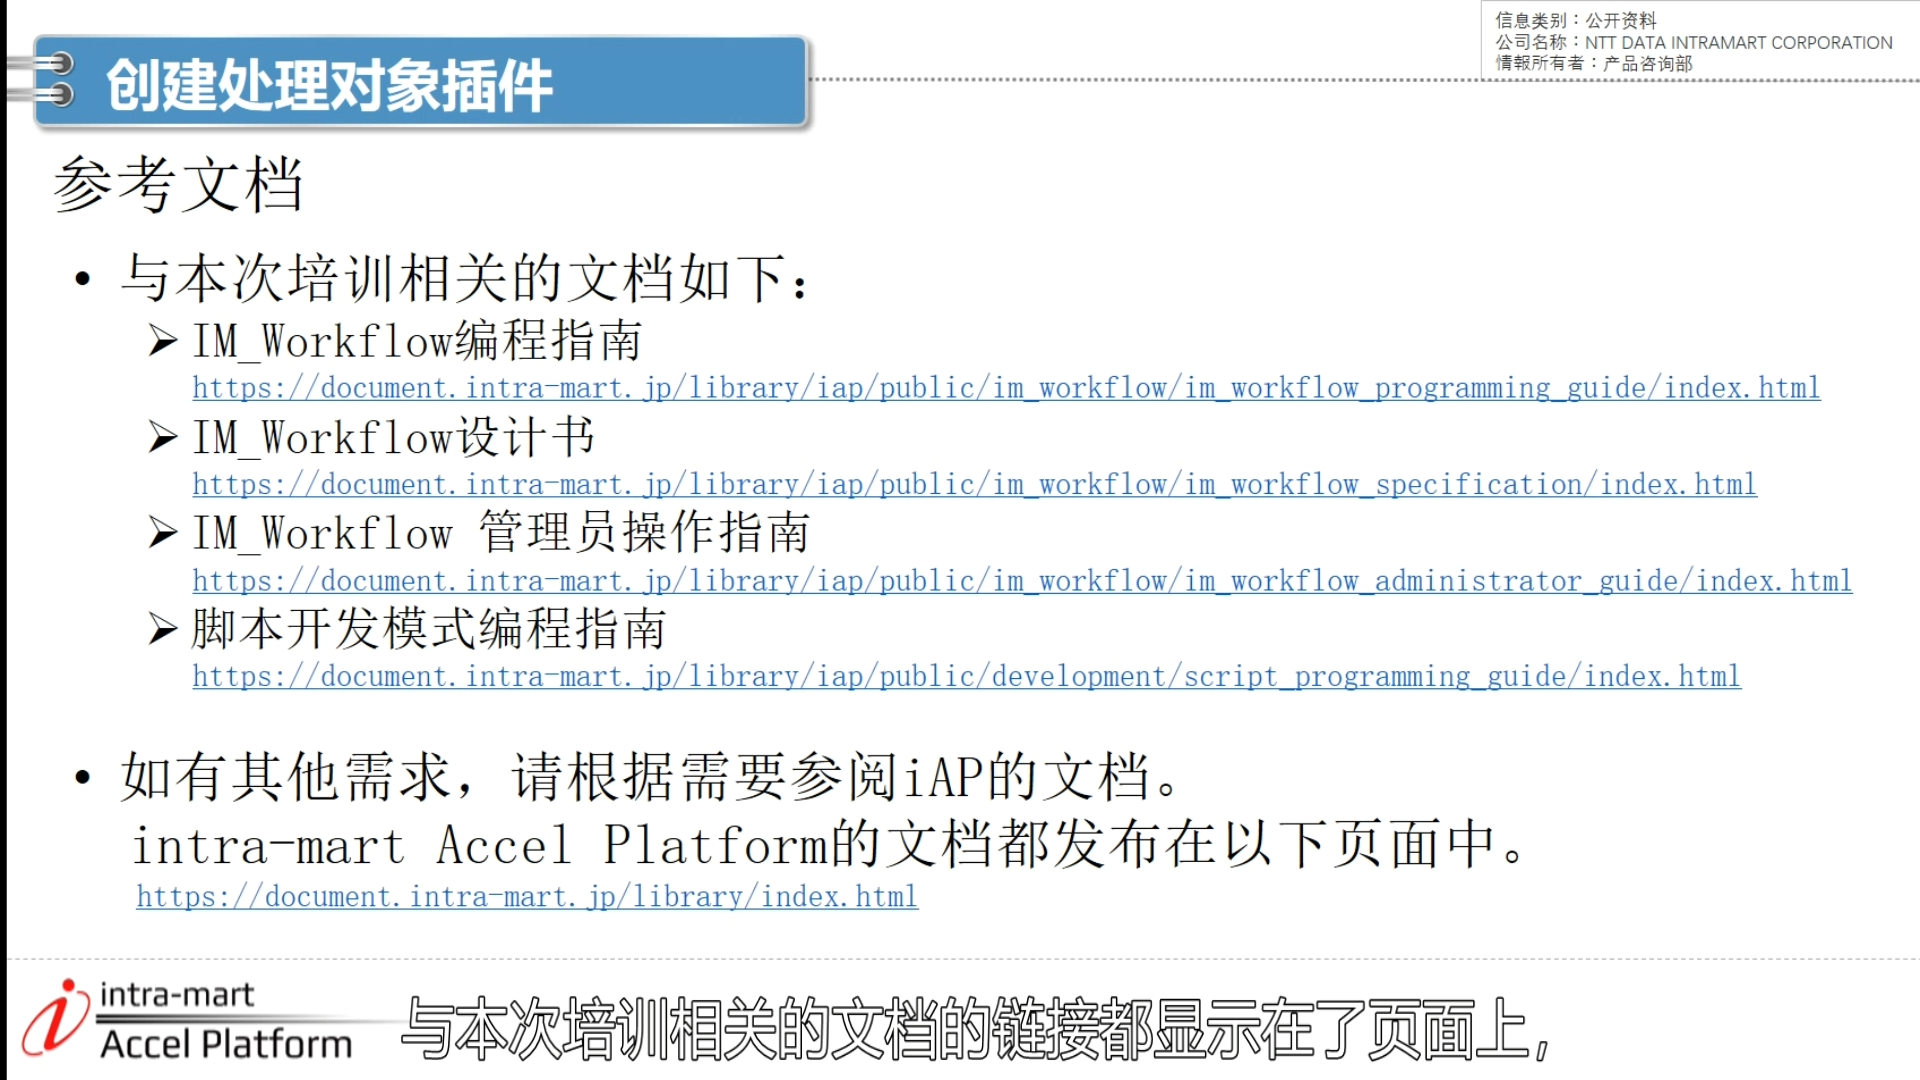 信息类别：公开资料
公司名称：NTT DATA INTRAMART CORPORATION
情報所有者：产品咨询部
创建处理对象插件
参考文档
• 与本次培训相关的文档如下：
➢ IM_Workflow编程指南
https://document.intra-mart.jp/library/iap/public/im_workflow/im_workflow_programming_guide/index.html
➢ IM_Workflow设计书
https://document.intra-mart.jp/library/iap/public/im_workflow/im_workflow_specification/index.html
➢ IM_Workflow 管理员操作指南
https://document.intra-mart.jp/library/iap/public/im_workflow/im_workflow_administrator_guide/index.html
➢ 脚本开发模式编程指南
https://document.intra-mart.jp/library/iap/public/development/script_programming_guide/index.html
• 如有其他需求，请根据需要参阅iAP的文档。
intra-mart Accel Platform的文档都发布在以下页面中。
https://document.intra-mart.jp/library/index.html
intra-mart
Accel Platform
与本次培训相关的文档的链接都显示在了页面上,